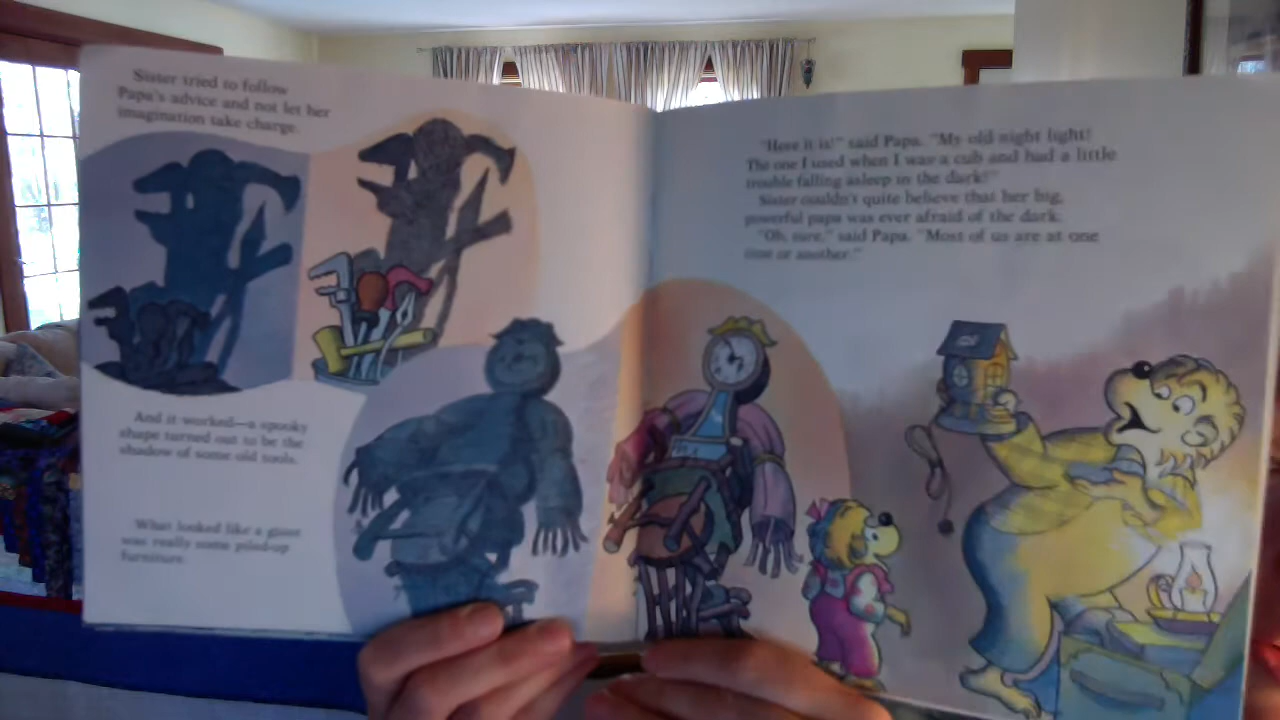 Sister tried to follow
Papa's advice and not let her
imagination take charge.
And it worked—a spooky
shape turned out to be the
shadow of some old tools.
What looked like a giant
was really some piled-up
furniture.
"Here it is!" said Papa. "My old night light!
The one I used when I was a cub and had a little
trouble falling asleep in the dark!"
Sister couldn't quite believe that her big,
powerful papa was ever afraid of the dark.
"Oh, sure," said Papa. "Most of us are at one
time or another."